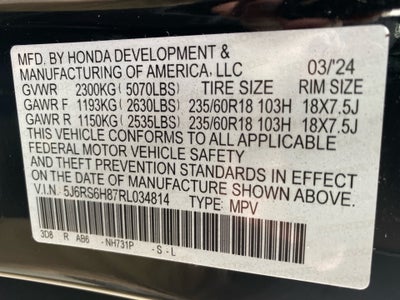 MFD. BY HONDA DEVELOPMENT &
MANUFACTURING OF AMERICA, LLC 03/'24
GVWR 2300KG (5070LBS) TIRE SIZE RIM SIZE
GAWR F 1193KG (2630LBS) 235/60R18 103H 18X7.5J
GAWR R 1150KG (2535LBS) 235/60R18 103H 18X7.5J
THIS VEHICLE CONFORMS TO ALL APPLICABLE
FEDERAL MOTOR VEHICLE SAFETY, BUMPER,
AND THEFT PREVENTION STANDARDS IN EFFECT
ON THE DATE OF MANUFACTURE SHOWN ABOVE.
V.I.N. 5J6RS6H87RL034814 TYPE: MPV
3D8 R AB6 -NH731P -S-L